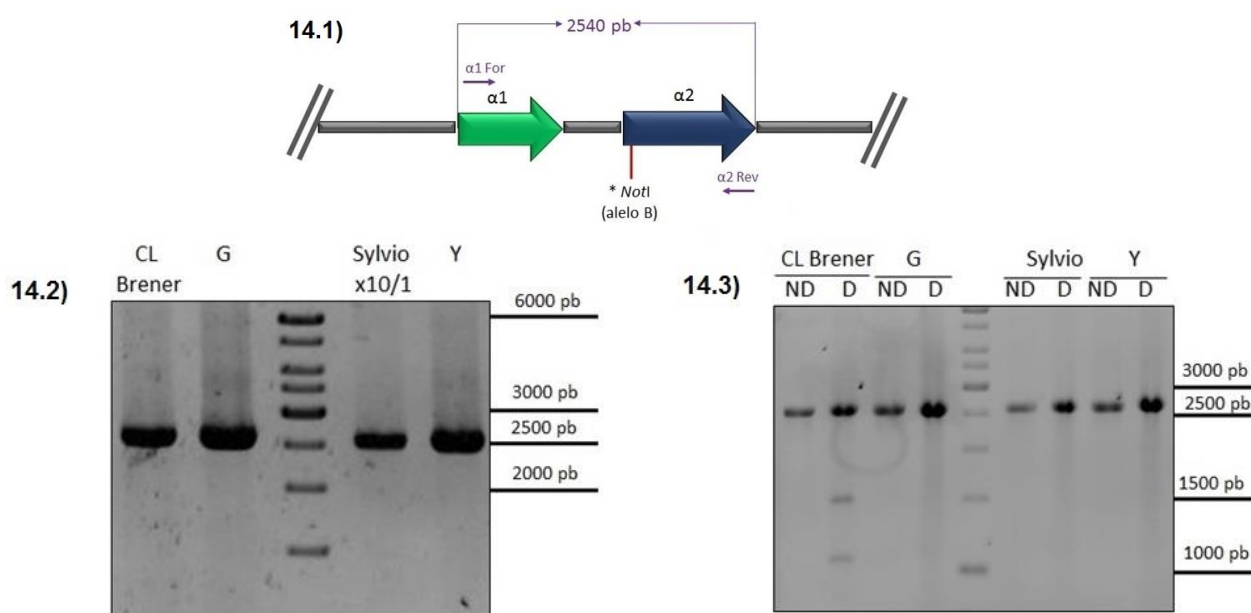 14.1)
2540 pb
α1 For
α1
α2
* NotI
(alelo B)
α2 Rev
14.2)
CL
Brener
G
Sylvio
x10/1
Y
6000 pb
3000 pb
2500 pb
2000 pb
14.3)
CL Brener
G
Sylvio
Y
ND
D
ND
D
ND
D
ND
D
3000 pb
2500 pb
1500 pb
1000 pb